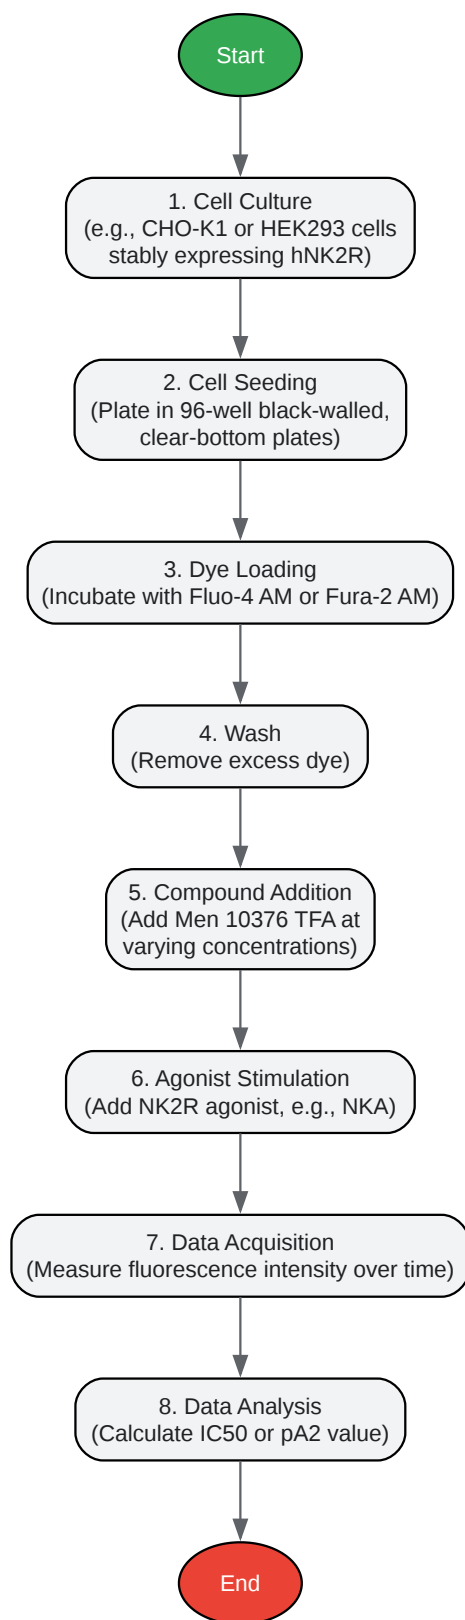 Start
1. Cell Culture
(e.g., CHO-K1 or HEK293 cells
stably expressing hNK2R)
2. Cell Seeding
(Plate in 96-well black-walled,
clear-bottom plates)
3. Dye Loading
(Incubate with Fluo-4 AM or Fura-2 AM)
4. Wash
(Remove excess dye)
5. Compound Addition
(Add Men 10376 TFA at
varying concentrations)
6. Agonist Stimulation
(Add NK2R agonist, e.g., NKA)
7. Data Acquisition
(Measure fluorescence intensity over time)
8. Data Analysis
(Calculate IC50 or pA2 value)
End